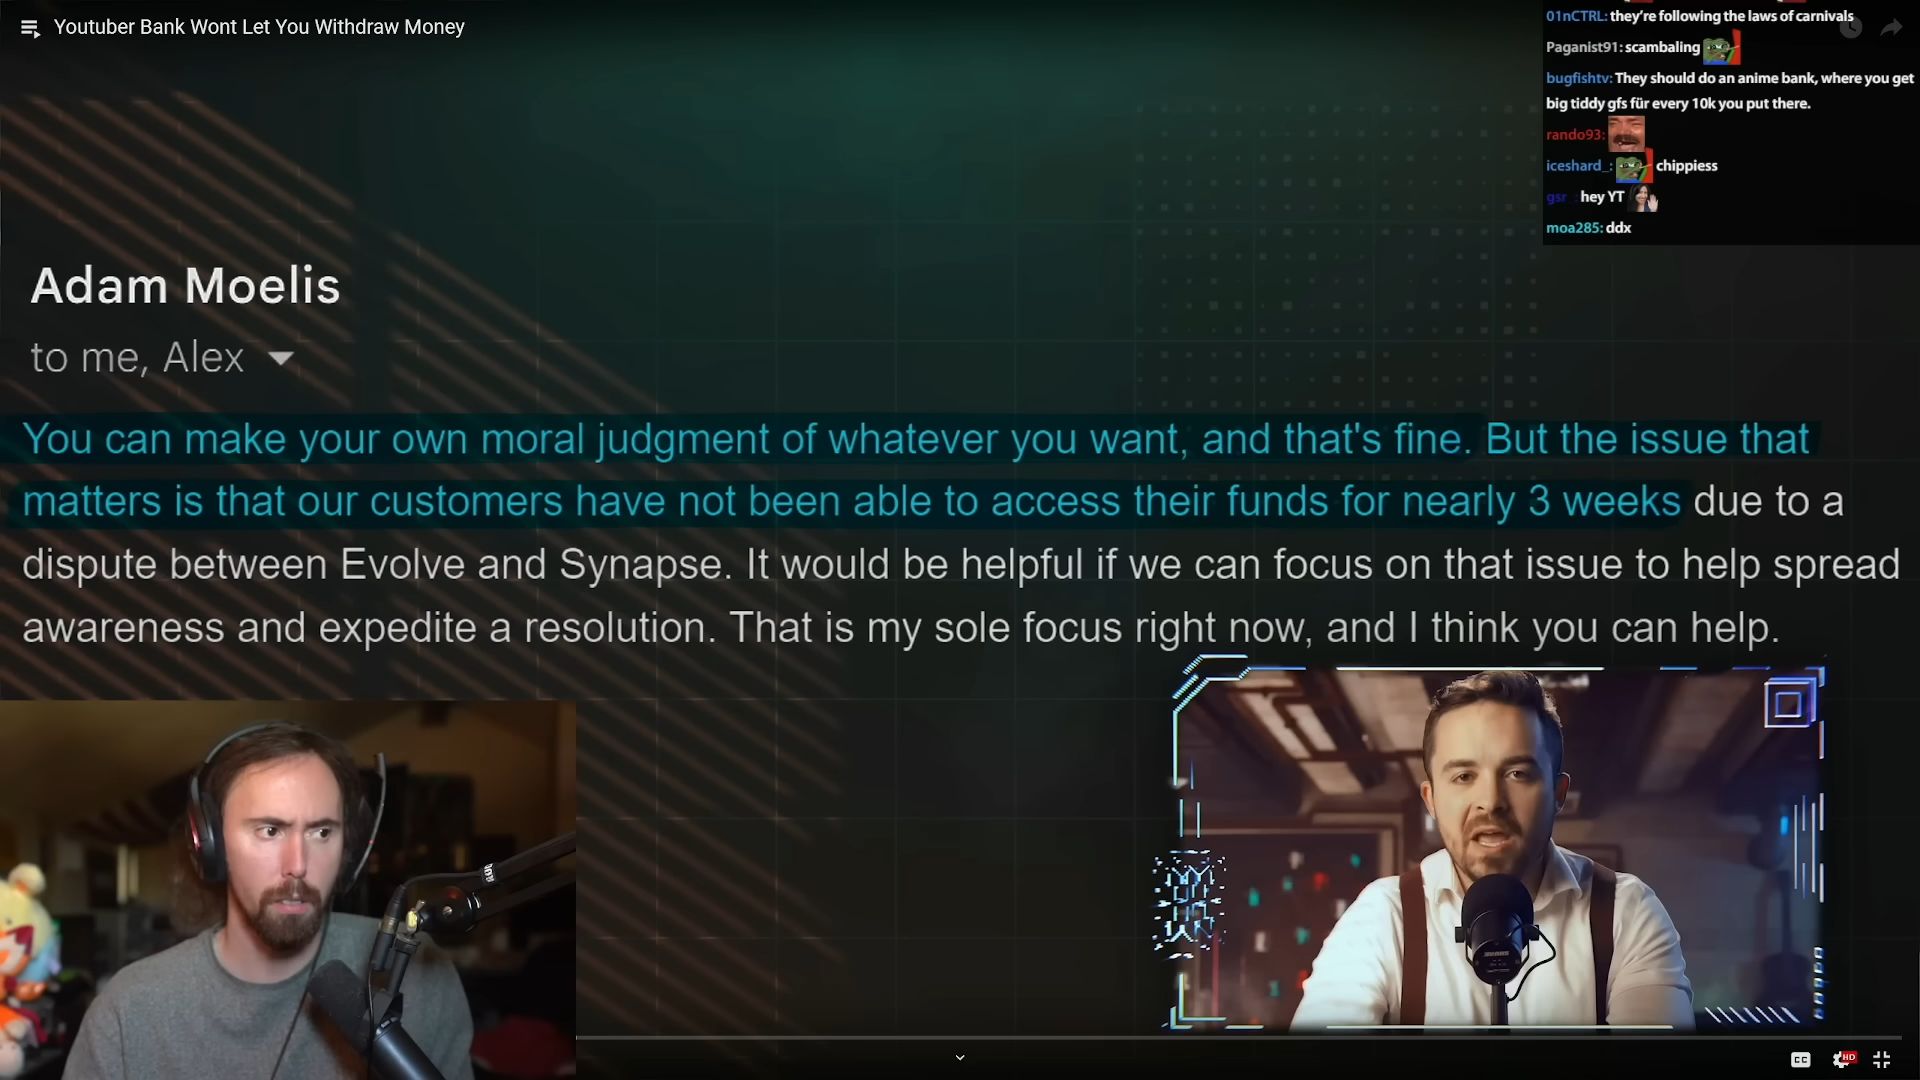 Youtuber Bank Wont Let You Withdraw Money
01nCTRL: they're following the laws of carnivals
Paganist91: scambaling
bugfishtv: They should do an anime bank, where you get
big tiddy gfs für every 10k you put there.
rando93:
iceshard_: chippiess
gsr_: hey YT
moa285: ddx
Adam Moelis
to me, Alex
You can make your own moral judgment of whatever you want, and that's fine. But the issue that
matters is that our customers have not been able to access their funds for nearly 3 weeks due to a
dispute between Evolve and Synapse. It would be helpful if we can focus on that issue to help spread
awareness and expedite a resolution. That is my sole focus right now, and I think you can help.
CC
HD